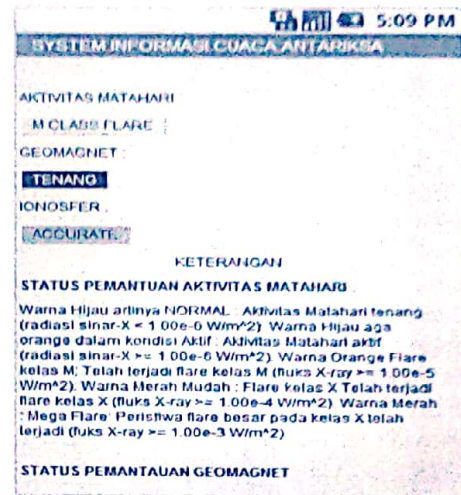 5:09 PM
SYSTEM INFORMASI CUACA ANTARIKSA
AKTIVITAS MATAHARI
M CLASS FLARE
GEOMAGNET :
TENANG
IONOSFER :
ACCURATE
KETERANGAN
STATUS PEMANTUAN AKTIVITAS MATAHARI
Warna Hijau artinya NORMAL : Aktivitas Matahari tenang
(radiasi sinar-X < 1.00e-6 W/m^2). Warna Hijau aga
orange dalam kondisi Aktif : Aktivitas Matahari aktif
(radiasi sinar-X >= 1.00e-6 W/m^2). Warna Orange Flare
kelas M; Telah terjadi flare kelas M (fluks X-ray >= 1.00e-5
W/m^2). Warna Merah Mudah : Flare kelas X Telah terjadi
flare kelas X (fluks X-ray >= 1.00e-4 W/m^2). Warna Merah
: Mega Flare: Peristiwa flare besar pada kelas X telah
terjadi (fluks X-ray >= 1.00e-3 W/m^2)
STATUS PEMANTAUAN GEOMAGNET